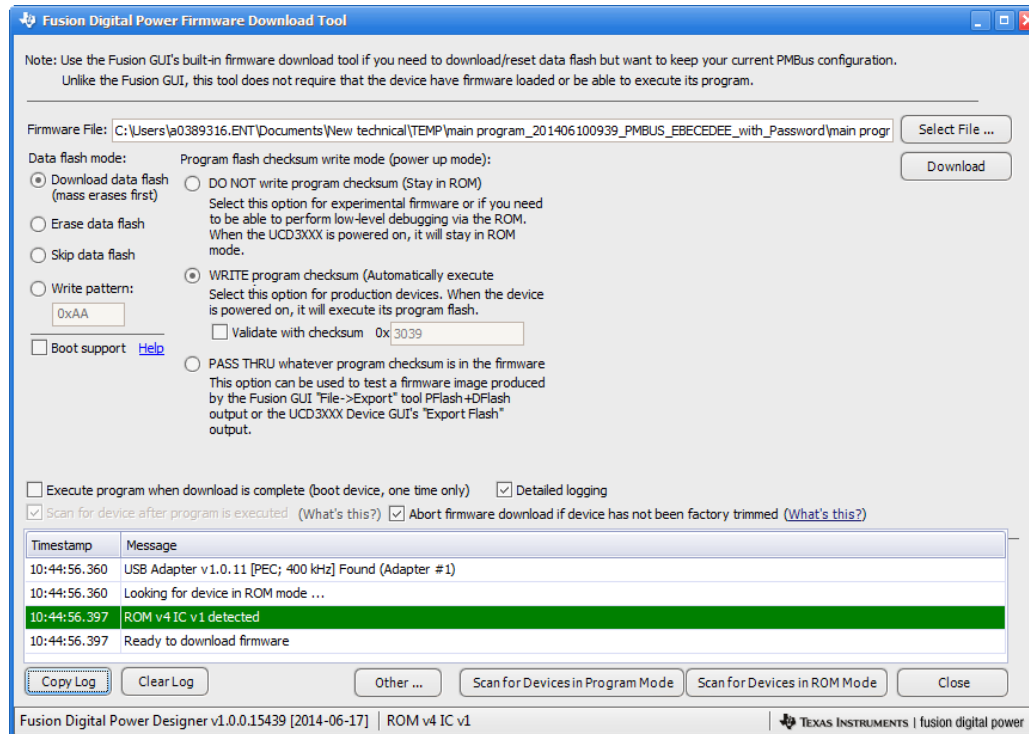 Fusion Digital Power Firmware Download Tool
Note: Use the Fusion GUI's built-in firmware download tool if you need to download/reset data flash but want to keep your current PMBus configuration.
Unlike the Fusion GUI, this tool does not require that the device have firmware loaded or be able to execute its program.
Firmware File: C:\Users\a0389316.ENT\Documents\New technical\TEMP\main program_201406100939_PMBUS_EBECEDEE_with_Password\main progr
Select File ...
Download
Data flash mode:
Download data flash
(mass erases first)
Erase data flash
Skip data flash
Write pattern:
0xAA
Boot support Help
Program flash checksum write mode (power up mode):
DO NOT write program checksum (Stay in ROM)
Select this option for experimental firmware or if you need
to be able to perform low-level debugging via the ROM.
When the UCD3XXX is powered on, it will stay in ROM
mode.
WRITE program checksum (Automatically execute
Select this option for production devices. When the device
is powered on, it will execute its program flash.
Validate with checksum 0x 3039
PASS THRU whatever program checksum is in the firmware
This option can be used to test a firmware image produced
by the Fusion GUI "File->Export" tool PFlash+DFlash
output or the UCD3XXX Device GUI's "Export Flash"
output.
Execute program when download is complete (boot device, one time only) Detailed logging
Scan for device after program is executed (What's this?) Abort firmware download if device has not been factory trimmed (What's this?)
Timestamp Message
10:44:56.360 USB Adapter v1.0.11 [PEC; 400 kHz] Found (Adapter #1)
10:44:56.360 Looking for device in ROM mode ...
10:44:56.397 ROM v4 IC v1 detected
10:44:56.397 Ready to download firmware
Copy Log Clear Log Other ... Scan for Devices in Program Mode Scan for Devices in ROM Mode Close
Fusion Digital Power Designer v1.0.0.15439 [2014-06-17] ROM v4 IC v1 TEXAS INSTRUMENTS | fusion digital power